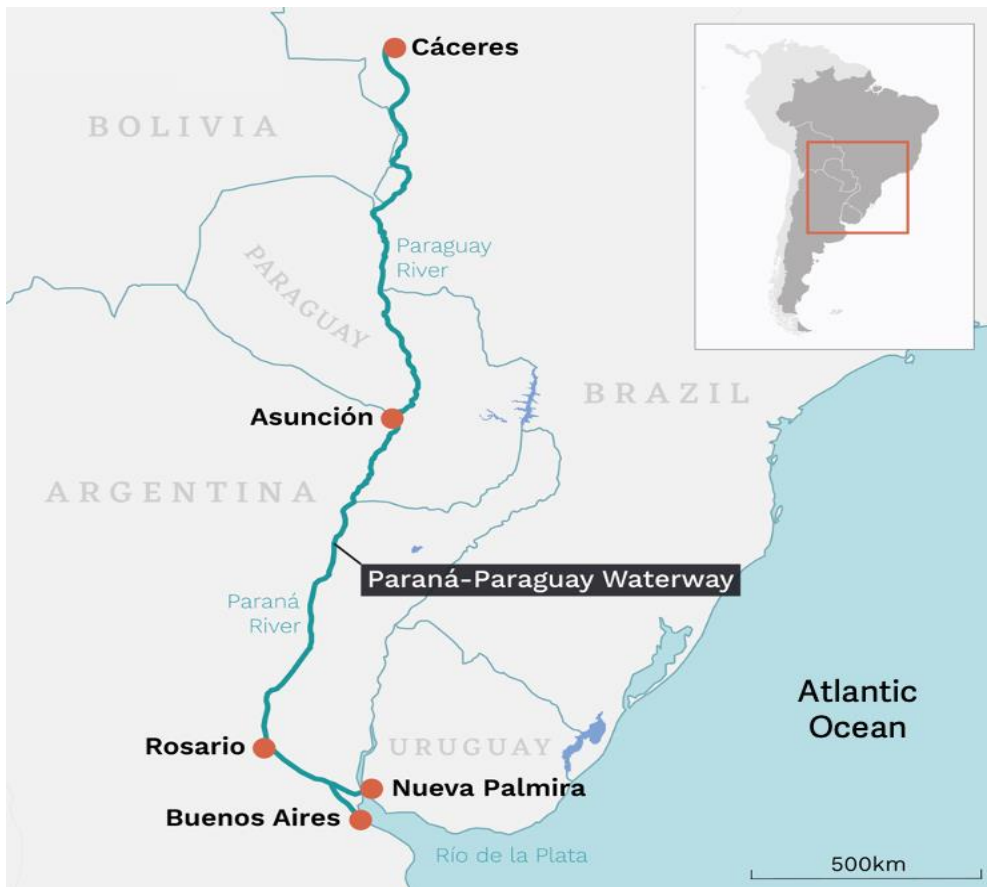 Cáceres
BOLIVIA
Paraguay
River
PARAGUAY
BRAZIL
Asunción
ARGENTINA
Paraná-Paraguay Waterway
Paraná
River
Atlantic
Ocean
Rosario
URUGUAY
Nueva Palmira
Buenos Aires
Río de la Plata
500km